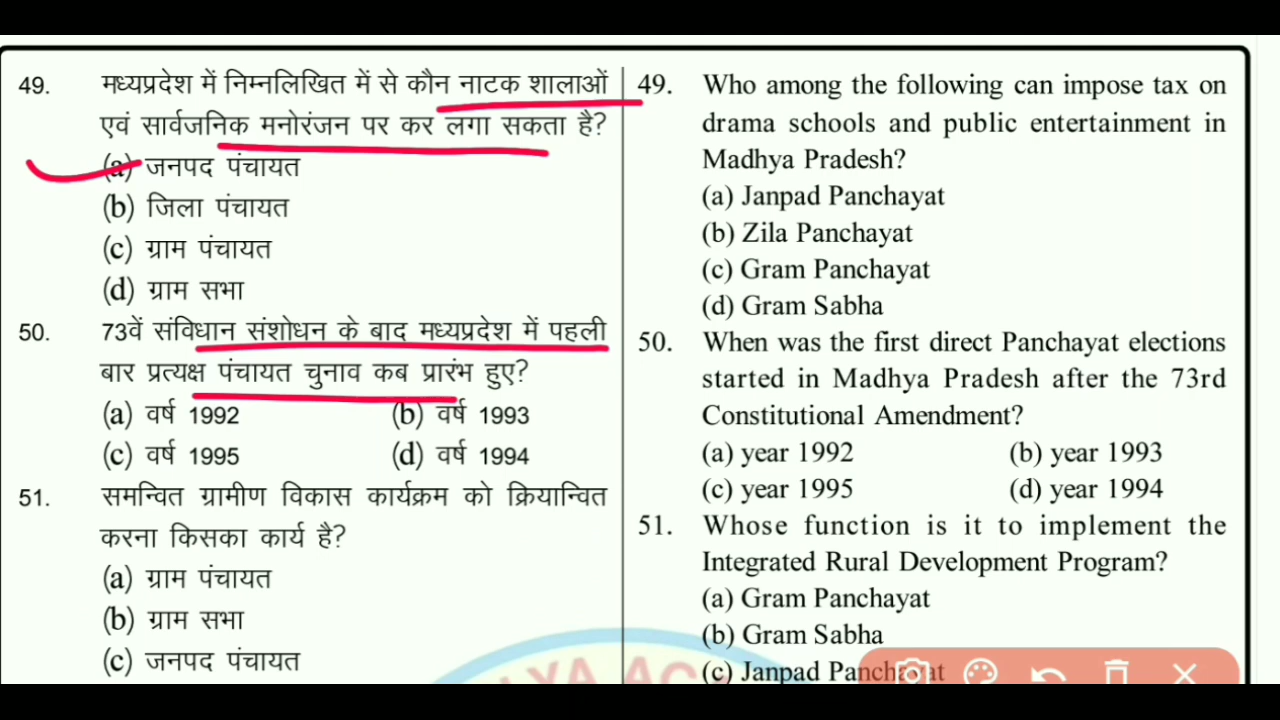 49. मध्यप्रदेश में निम्नलिखित में से कौन नाटक शालाओं
एवं सार्वजनिक मनोरंजन पर कर लगा सकता है?
(a) जनपद पंचायत
(b) जिला पंचायत
(c) ग्राम पंचायत
(d) ग्राम सभा
50. 73वें संविधान संशोधन के बाद मध्यप्रदेश में पहली
बार प्रत्यक्ष पंचायत चुनाव कब प्रारंभ हुए?
(a) वर्ष 1992 (b) वर्ष 1993
(c) वर्ष 1995 (d) वर्ष 1994
51. समन्वित ग्रामीण विकास कार्यक्रम को क्रियान्वित
करना किसका कार्य है?
(a) ग्राम पंचायत
(b) ग्राम सभा
(c) जनपद पंचायत
49. Who among the following can impose tax on
drama schools and public entertainment in
Madhya Pradesh?
(a) Janpad Panchayat
(b) Zila Panchayat
(c) Gram Panchayat
(d) Gram Sabha
50. When was the first direct Panchayat elections
started in Madhya Pradesh after the 73rd
Constitutional Amendment?
(a) year 1992 (b) year 1993
(c) year 1995 (d) year 1994
51. Whose function is it to implement the
Integrated Rural Development Program?
(a) Gram Panchayat
(b) Gram Sabha
(c) Janpad Panchayat